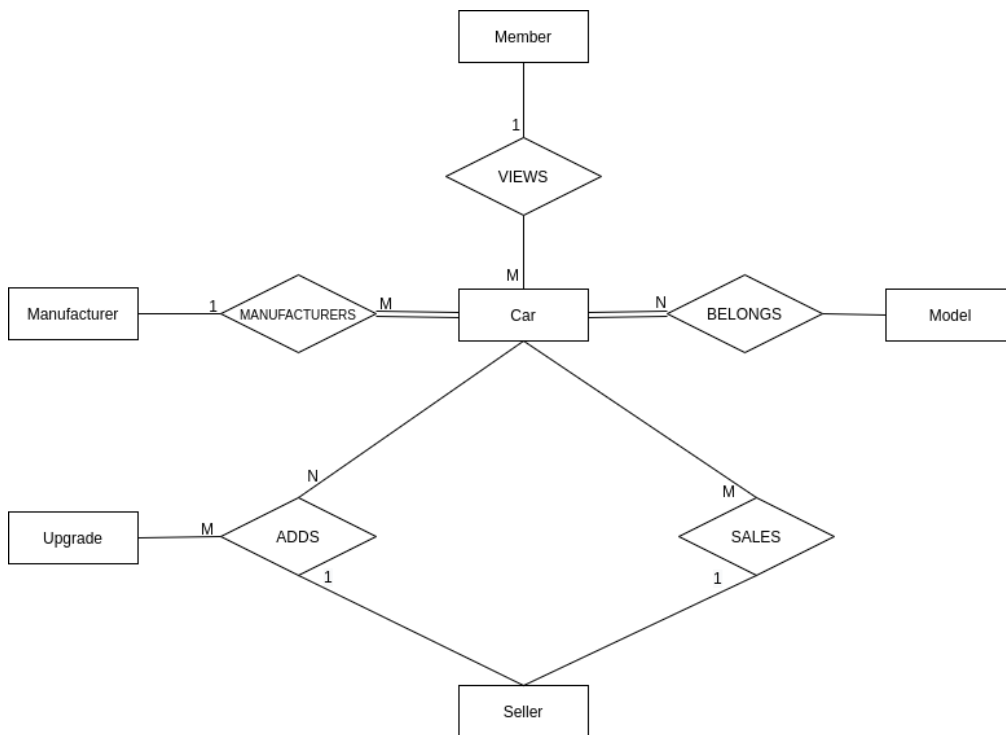 Member
1
VIEWS
M
Manufacturer
1
MANUFACTURERS
M
Car
N
BELONGS
Model
N
M
Upgrade
M
ADDS
SALES
1
1
Seller